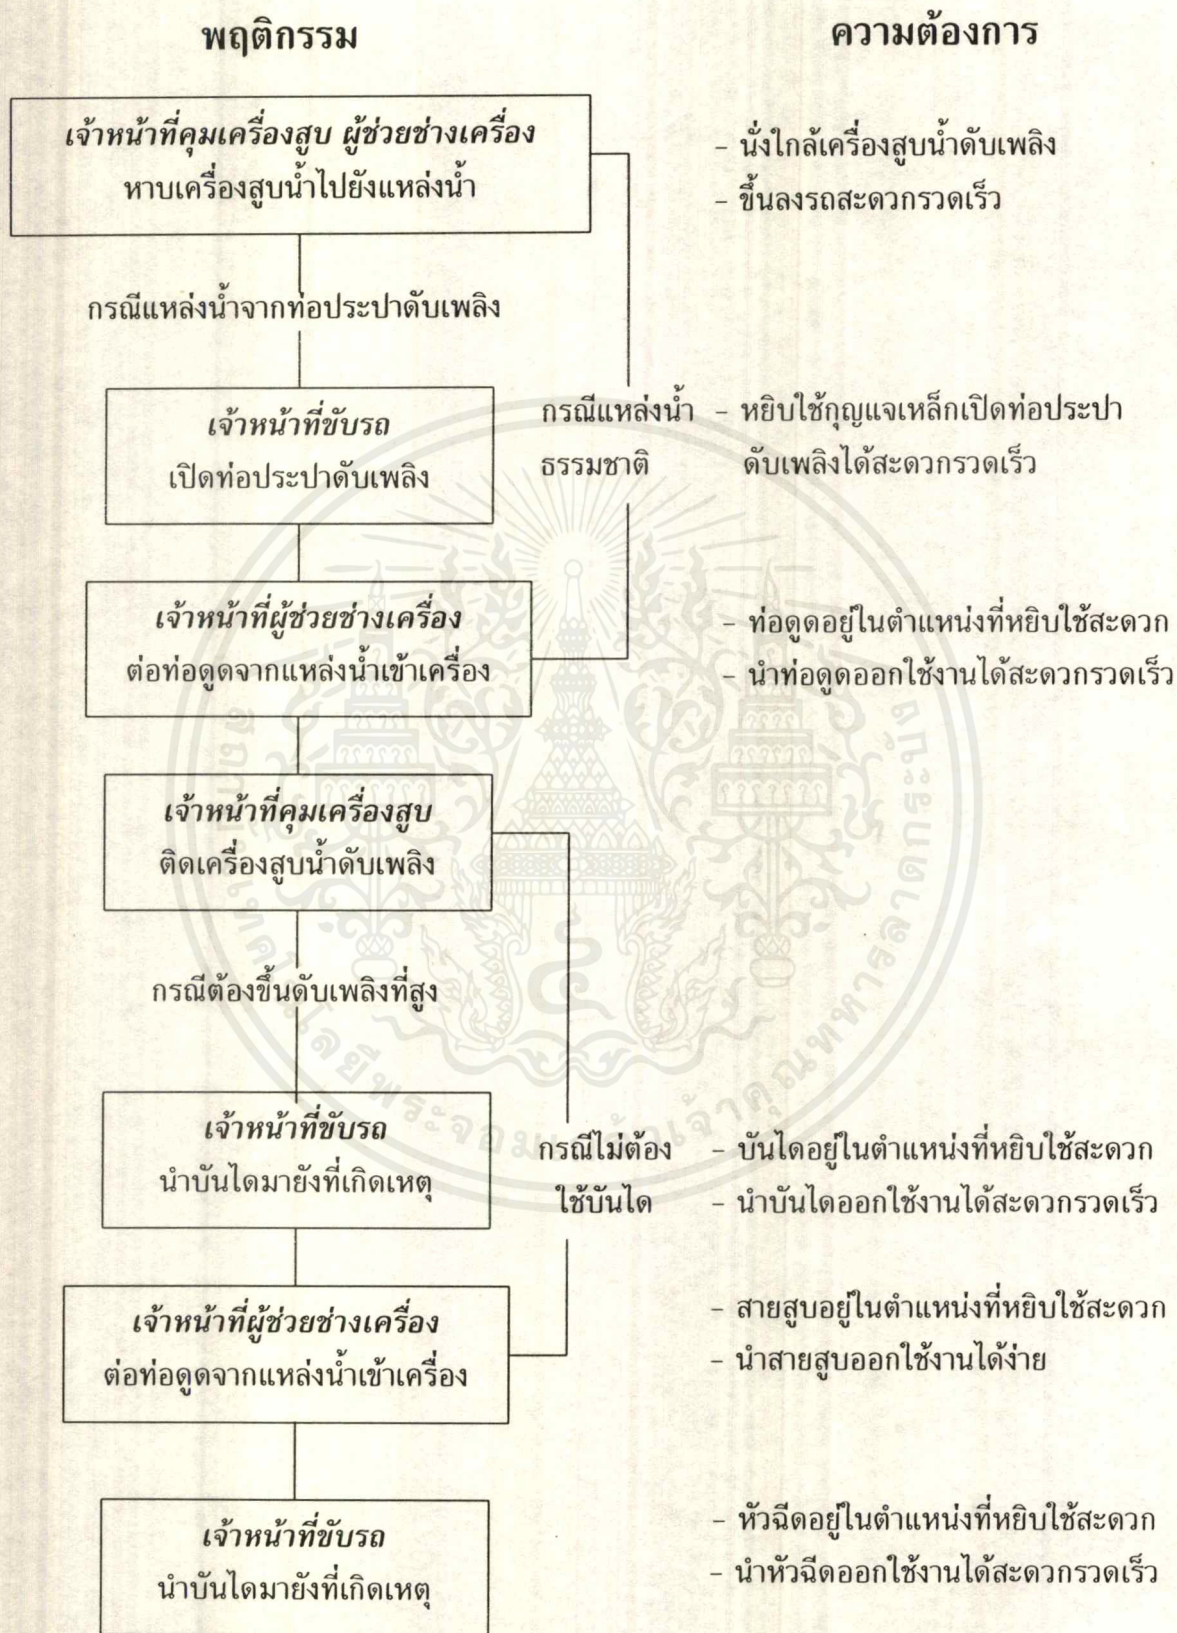 พฤติกรรม
ความต้องการ
เจ้าหน้าที่คุมเครื่องสูบ ผู้ช่วยช่างเครื่อง
หาบเครื่องสูบน้ำไปยังแหล่งน้ำ
- นั่งใกล้เครื่องสูบน้ำดับเพลิง
- ขึ้นลงรถสะดวกรวดเร็ว
กรณีแหล่งน้ำจากท่อประปาดับเพลิง
เจ้าหน้าที่ขับรถ
เปิดท่อประปาดับเพลิง
กรณีแหล่งน้ำ
ธรรมชาติ
- หยิบใช้กุญแจเหล็กเปิดท่อประปา
ดับเพลิงได้สะดวกรวดเร็ว
เจ้าหน้าที่ผู้ช่วยช่างเครื่อง
ต่อท่อดูดจากแหล่งน้ำเข้าเครื่อง
- ท่อดูดอยู่ในตำแหน่งที่หยิบใช้สะดวก
- นำท่อดูดออกใช้งานได้สะดวกรวดเร็ว
เจ้าหน้าที่คุมเครื่องสูบ
ติดเครื่องสูบน้ำดับเพลิง
กรณีต้องขึ้นดับเพลิงที่สูง
เจ้าหน้าที่ขับรถ
นำบันไดมายังที่เกิดเหตุ
กรณีไม่ต้อง
ใช้บันได
- บันไดอยู่ในตำแหน่งที่หยิบใช้สะดวก
- นำบันไดออกใช้งานได้สะดวกรวดเร็ว
เจ้าหน้าที่ผู้ช่วยช่างเครื่อง
ต่อท่อดูดจากแหล่งน้ำเข้าเครื่อง
- สายสูบอยู่ในตำแหน่งที่หยิบใช้สะดวก
- นำสายสูบออกใช้งานได้ง่าย
เจ้าหน้าที่ขับรถ
นำบันไดมายังที่เกิดเหตุ
- หัวฉีดอยู่ในตำแหน่งที่หยิบใช้สะดวก
- นำหัวฉีดออกใช้งานได้สะดวกรวดเร็ว